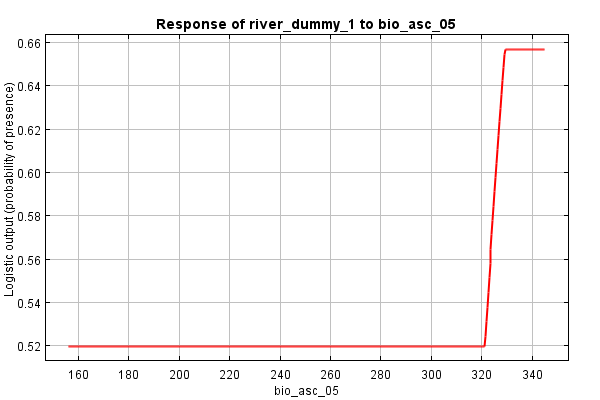 Response of river_dummy_1 to bio_asc_05
Logistic output (probability of presence)
0.66
0.64
0.62
0.60
0.58
0.56
0.54
0.52
160 180 200 220 240 260 280 300 320 340
bio_asc_05